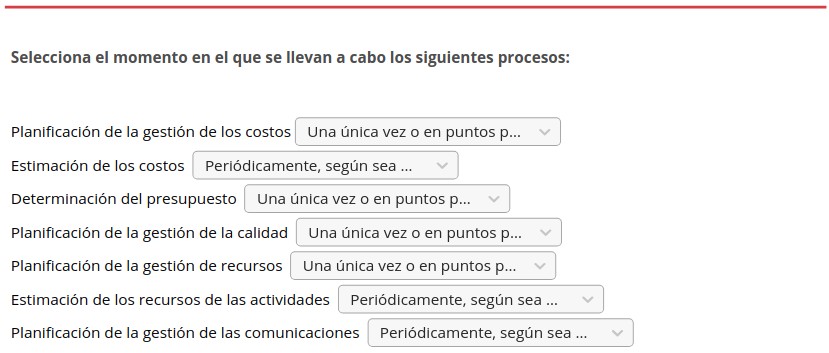 Selecciona el momento en el que se llevan a cabo los siguientes procesos:
Planificación de la gestión de los costos Una única vez o en puntos p...
Estimación de los costos Periódicamente, según sea ...
Determinación del presupuesto Una única vez o en puntos p...
Planificación de la gestión de la calidad Una única vez o en puntos p...
Planificación de la gestión de recursos Una única vez o en puntos p...
Estimación de los recursos de las actividades Periódicamente, según sea ...
Planificación de la gestión de las comunicaciones Periódicamente, según sea ...